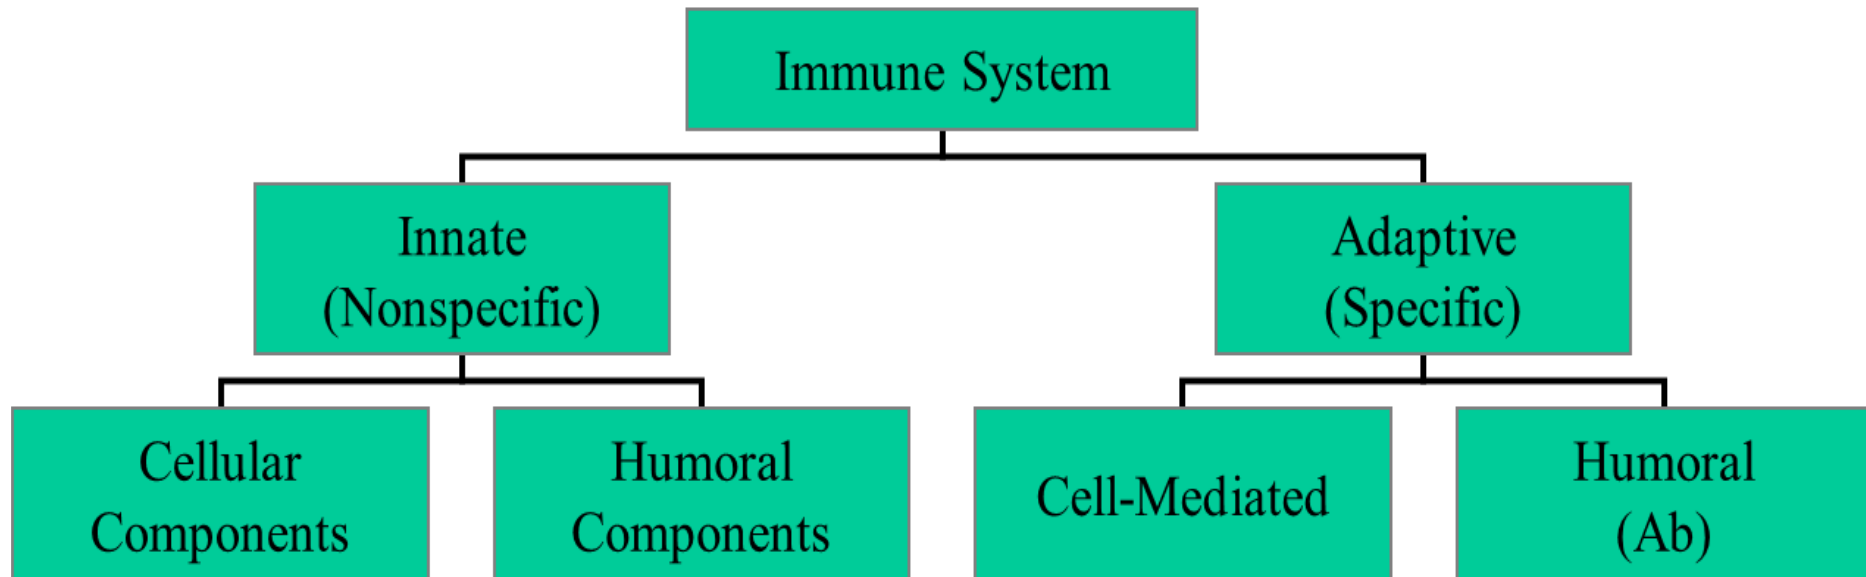 Immune System
Innate
(Nonspecific)
Adaptive
(Specific)
Cellular
Components
Humoral
Components
Cell-Mediated
Humoral
(Ab)